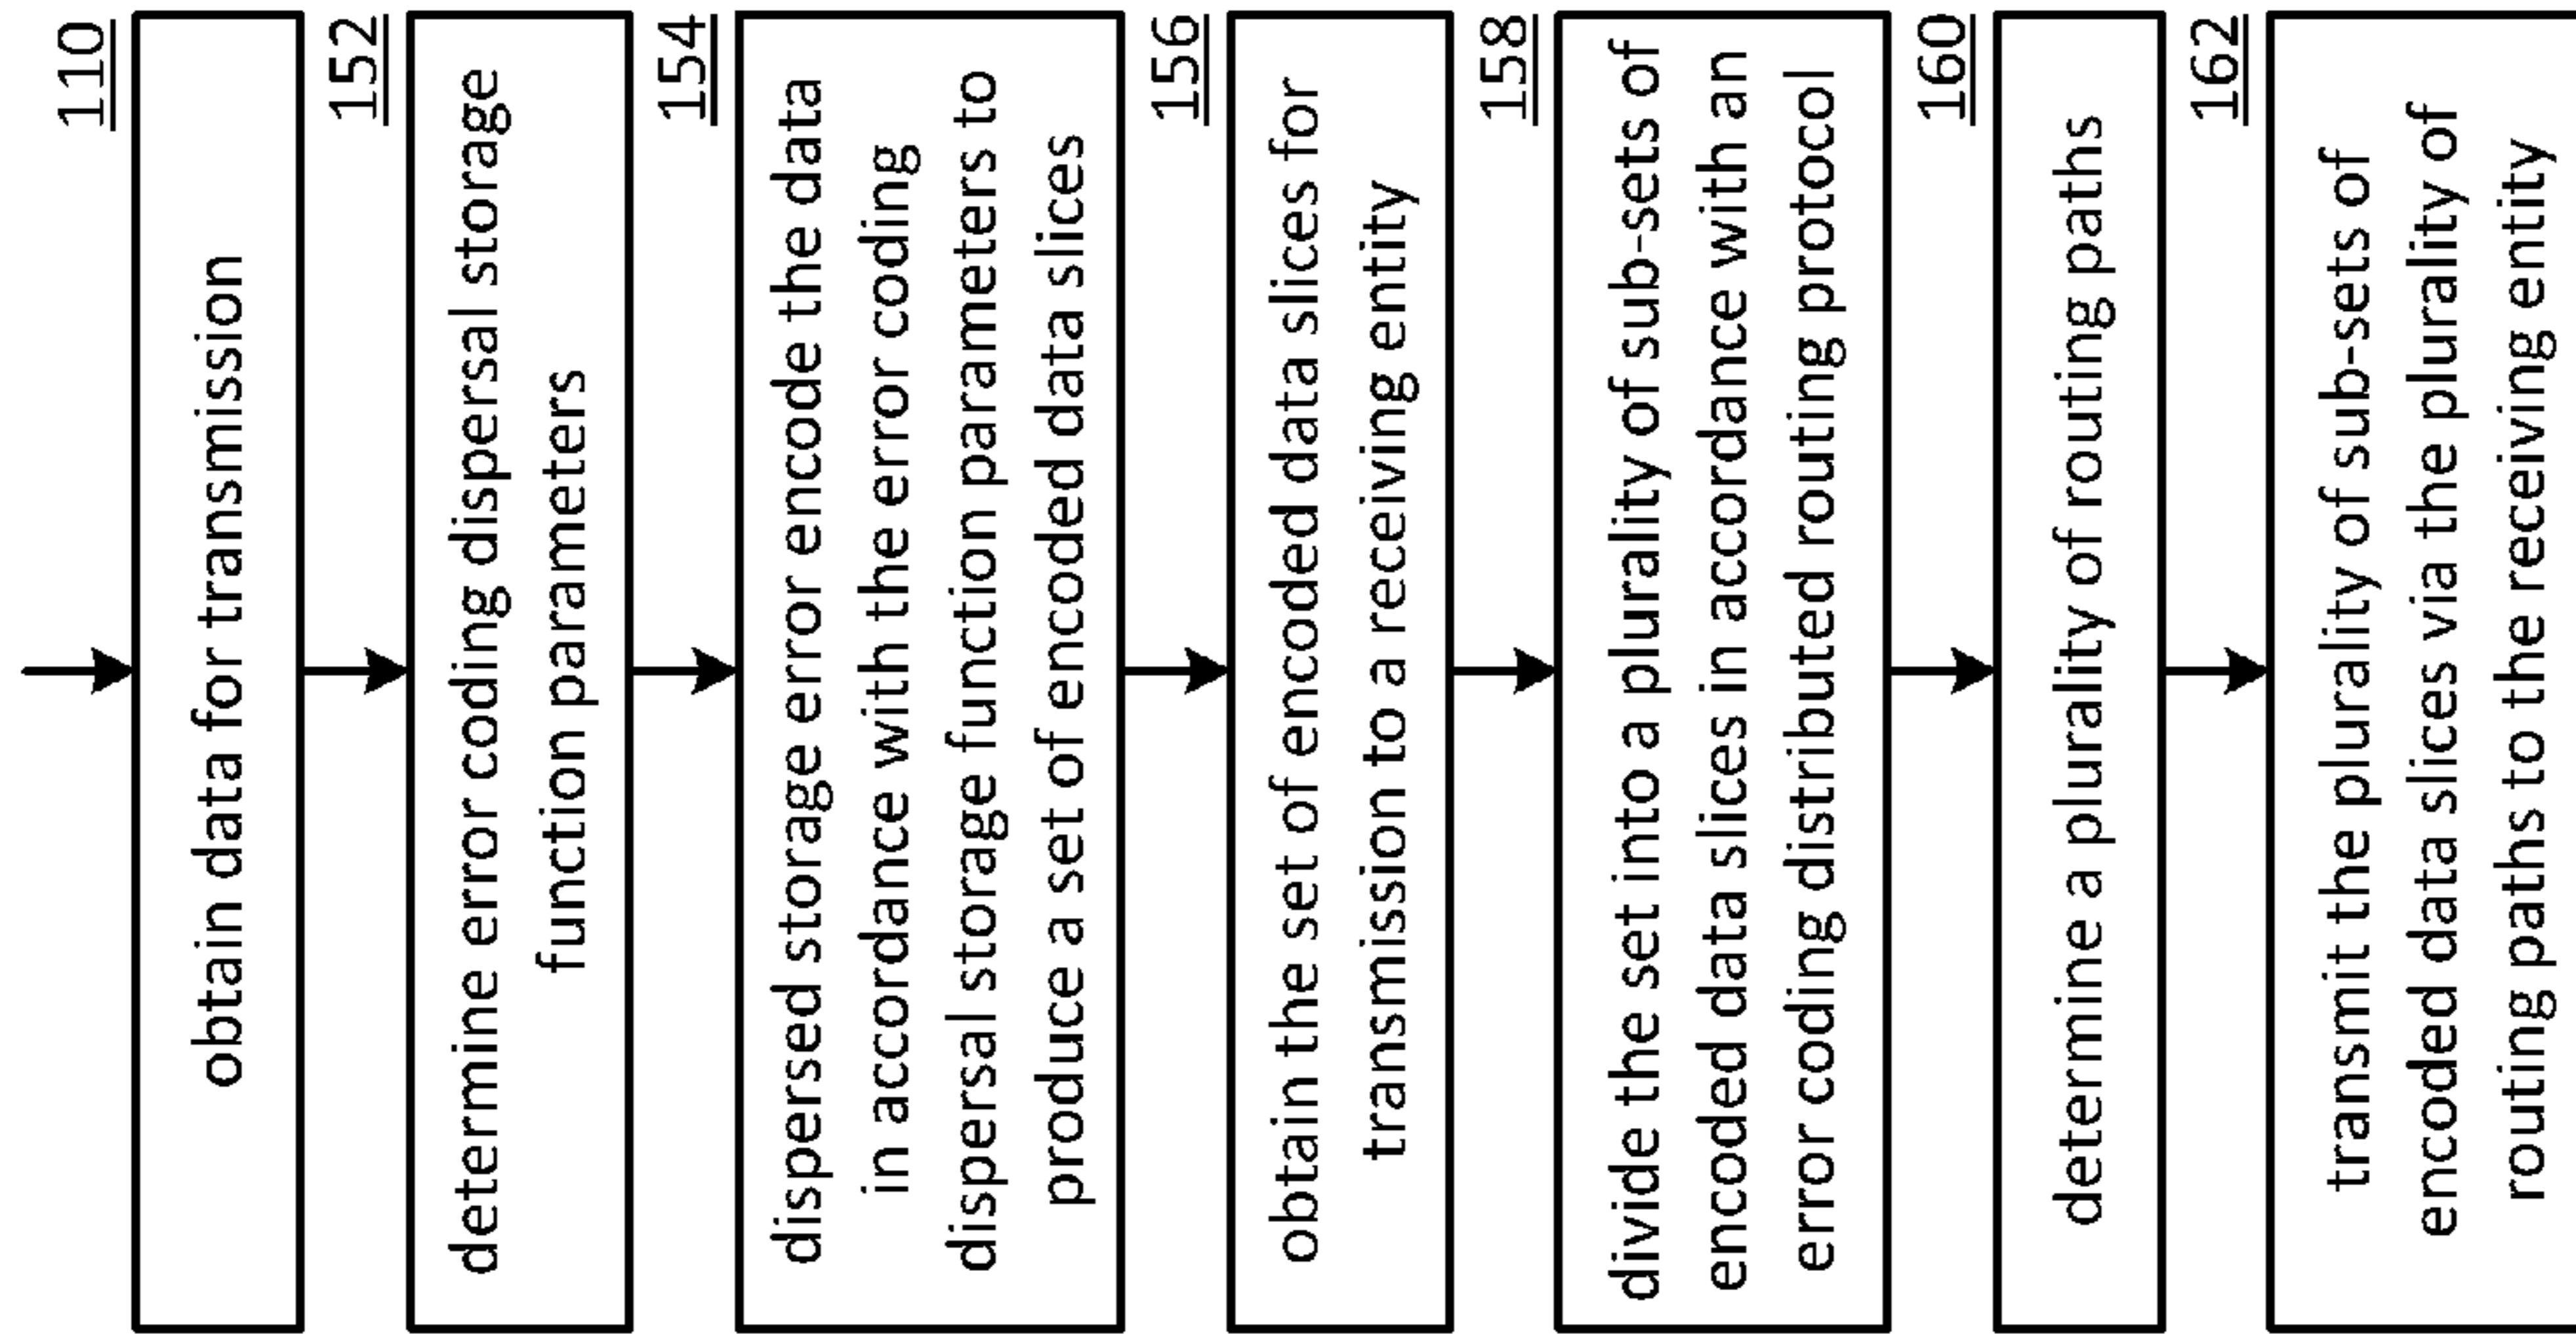 110
obtain data for transmission
152
determine error coding dispersal storage
function parameters
154
dispersed storage error encode the data
in accordance with the error coding
dispersal storage function parameters to
produce a set of encoded data slices
156
obtain the set of encoded data slices for
transmission to a receiving entity
158
divide the set into a plurality of sub-sets of
encoded data slices in accordance with an
error coding distributed routing protocol
160
determine a plurality of routing paths
162
transmit the plurality of sub-sets of
encoded data slices via the plurality of
routing paths to the receiving entity